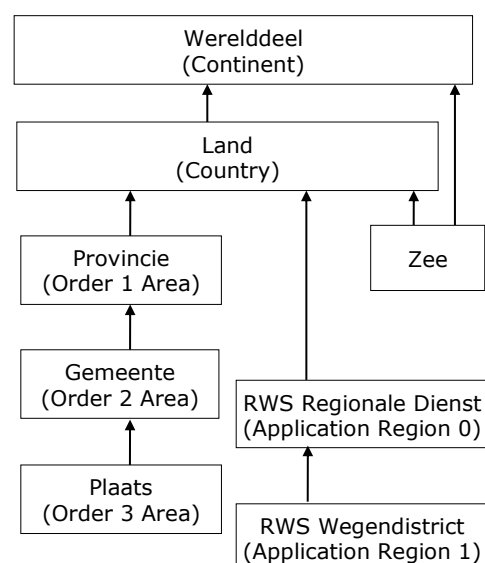 Werelddeel
(Continent)
Land
(Country)
Provincie
(Order 1 Area)
Zee
Gemeente
(Order 2 Area)
RWS Regionale Dienst
(Application Region 0)
Plaats
(Order 3 Area)
RWS Wegendistrict
(Application Region 1)